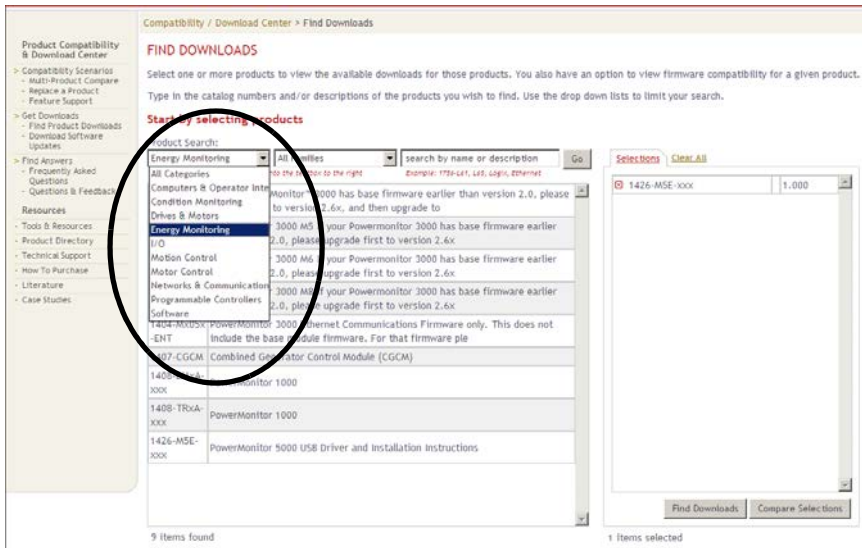 Compatibility / Download Center > Find Downloads
Product Compatibility
& Download Center
> Compatibility Scenarios
- Multi-Product Compare
- Replace a Product
- Feature Support
> Get Downloads
- Find Product Downloads
- Download Software
Updates
> Find Answers
- Frequently Asked
Questions
- Questions & Feedback
Resources
- Tools & Resources
- Product Directory
- Technical Support
- How To Purchase
- Literature
- Case Studies
FIND DOWNLOADS
Select one or more products to view the available downloads for those products. You also have an option to view firmware compatibility for a given product.
Type in the catalog numbers and/or descriptions of the products you wish to find. Use the drop down lists to limit your search.
Start by selecting products
Product Search:
Energy Monitoring All Families search by name or description Go
into the textbox to the right Example: 1756-L61, L63, Logix, Ethernet
All Categories
Computers & Operator Inte
Condition Monitoring
Drives & Motors
Energy Monitoring
I/O
Motion Control
Motor Control
Networks & Communication
Programmable Controllers
Software
Monitor" 3000 has base firmware earlier than version 2.0, please
to version 2.6x, and then upgrade to
3000 M5 If your Powermonitor 3000 has base firmware earlier
2.0, please upgrade first to version 2.6x
3000 M6 If your Powermonitor 3000 has base firmware earlier
2.0, please upgrade first to version 2.6x
3000 M8 If your Powermonitor 3000 has base firmware earlier
2.0, please upgrade first to version 2.6x
1404-Mx05x
-ENT
PowerMonitor 3000 Ethernet Communications Firmware only. This does not
include the base module firmware. For that firmware ple
1407-CGCM Combined Generator Control Module (CGCM)
xxx
PowerMonitor 1000
1408-TRxA-
xxx
PowerMonitor 1000
1426-M5E-
xxx
PowerMonitor 5000 USB Driver and Installation Instructions
9 items found
Selections Clear All
1426-M5E-xxx 1.000
Find Downloads Compare Selections
1 items selected